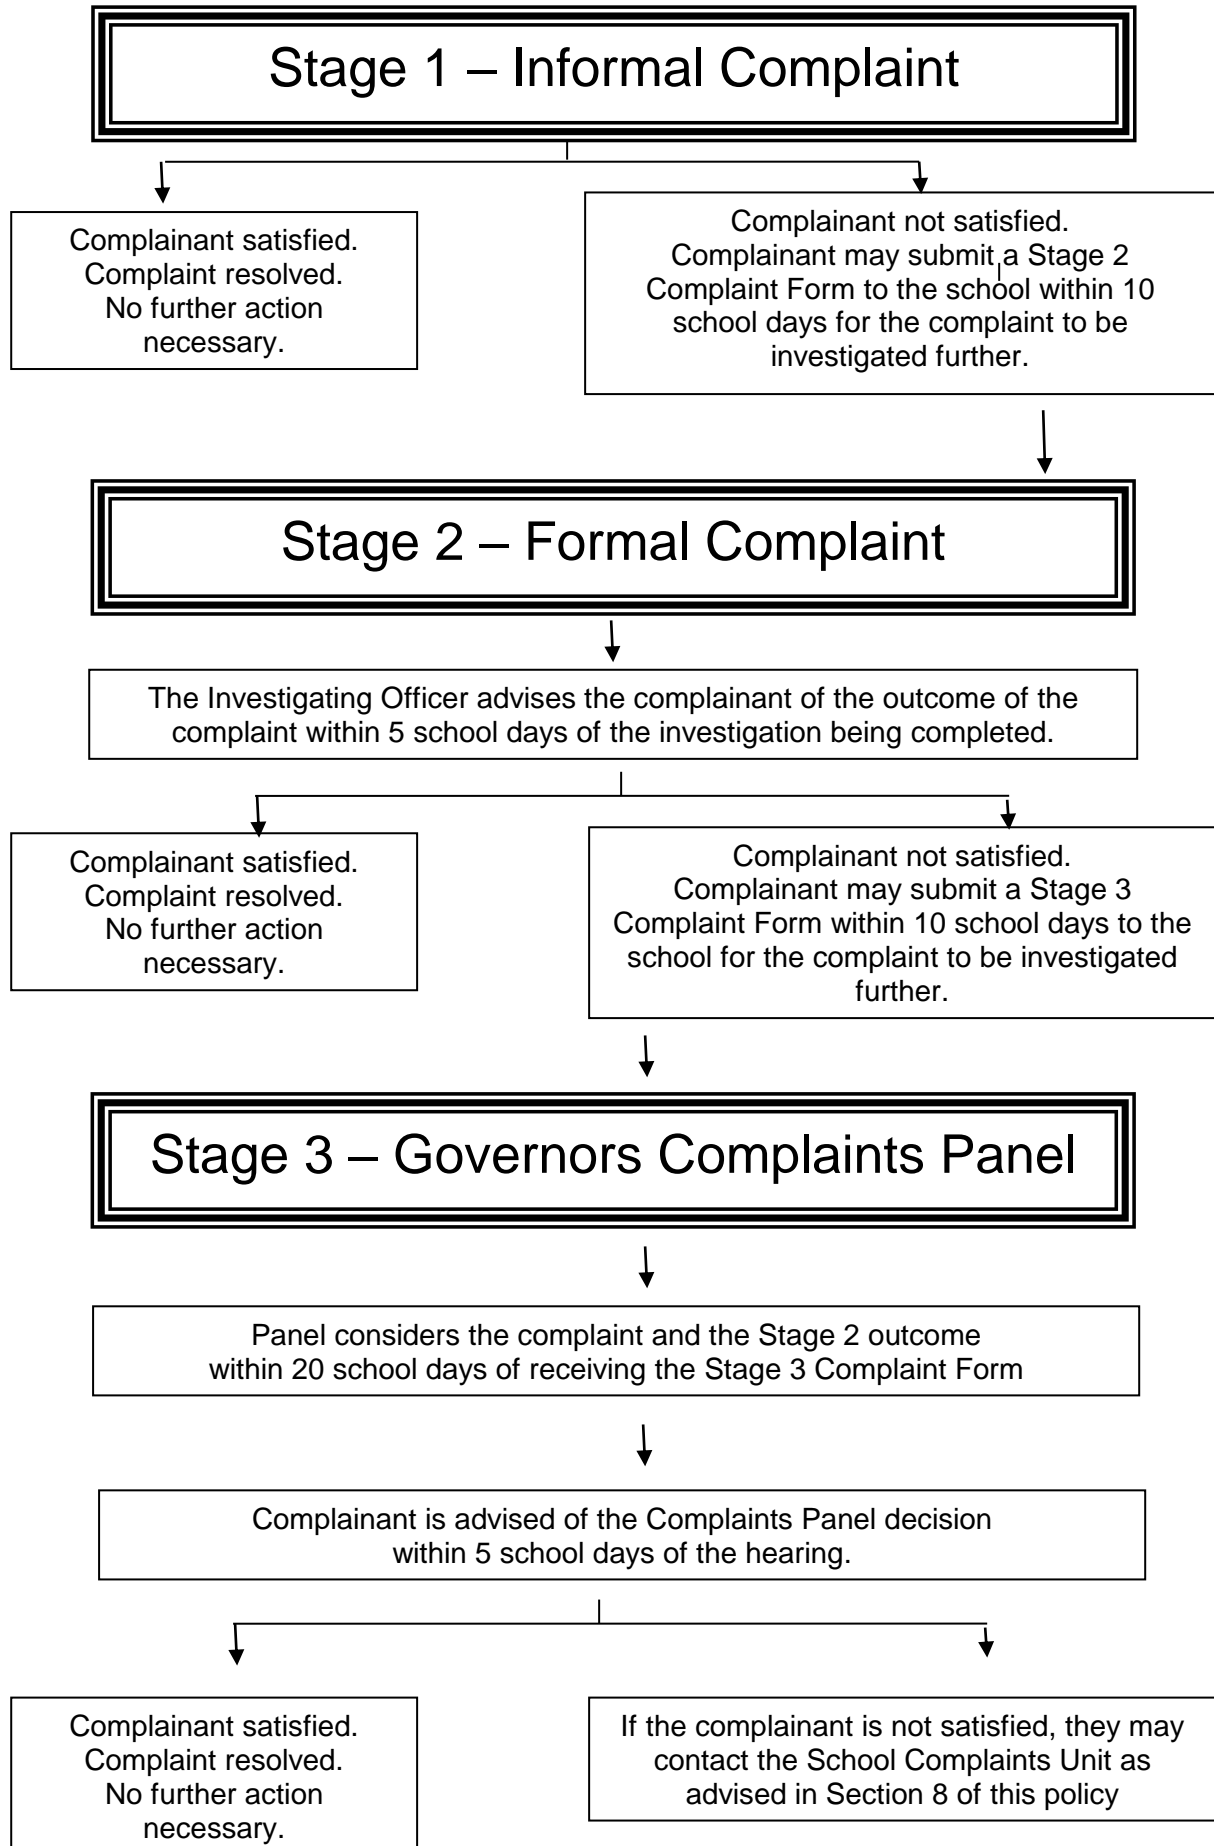 Stage 1 – Informal Complaint
Complainant satisfied.
Complaint resolved.
No further action
necessary.
Complainant not satisfied.
Complainant may submit a Stage 2
Complaint Form to the school within 10
school days for the complaint to be
investigated further.
Stage 2 – Formal Complaint
The Investigating Officer advises the complainant of the outcome of the
complaint within 5 school days of the investigation being completed.
Complainant satisfied.
Complaint resolved.
No further action
necessary.
Complainant not satisfied.
Complainant may submit a Stage 3
Complaint Form within 10 school days to the
school for the complaint to be investigated
further.
Stage 3 – Governors Complaints Panel
Panel considers the complaint and the Stage 2 outcome
within 20 school days of receiving the Stage 3 Complaint Form
Complainant is advised of the Complaints Panel decision
within 5 school days of the hearing.
Complainant satisfied.
Complaint resolved.
No further action
necessary.
If the complainant is not satisfied, they may
contact the School Complaints Unit as
advised in Section 8 of this policy